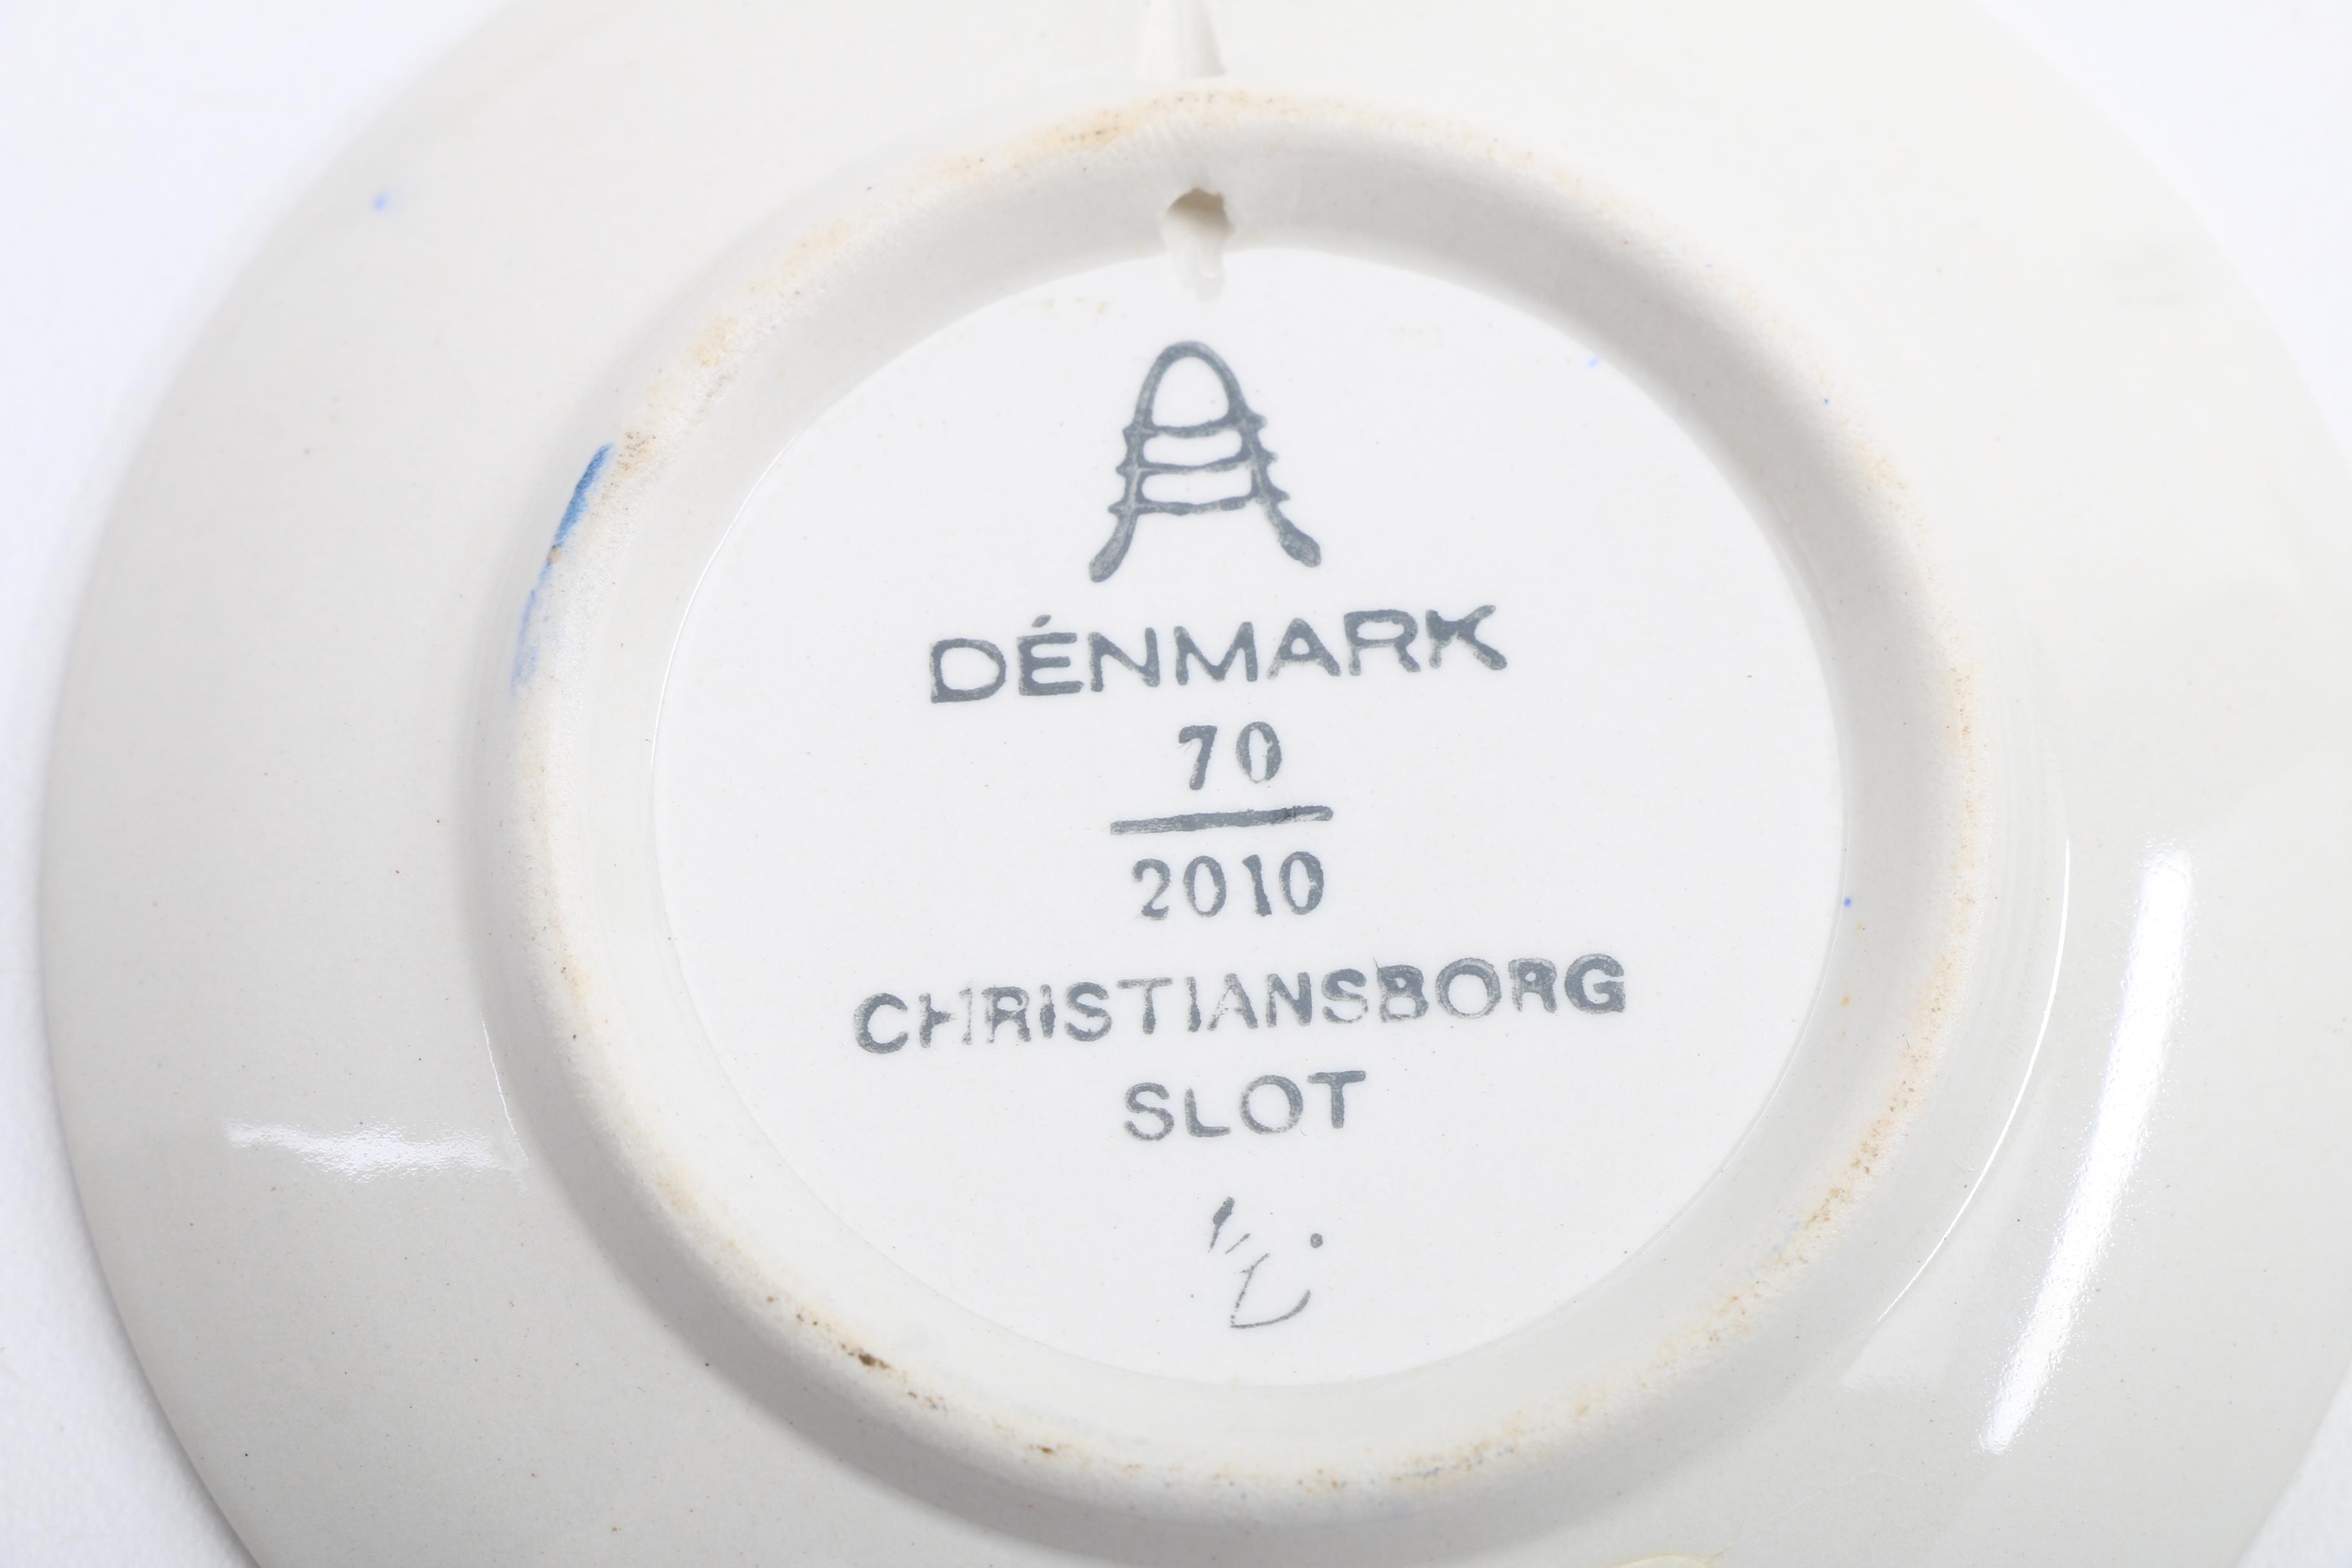 DÉNMARK
70
2010
CHRISTIANSBORG
SLOT